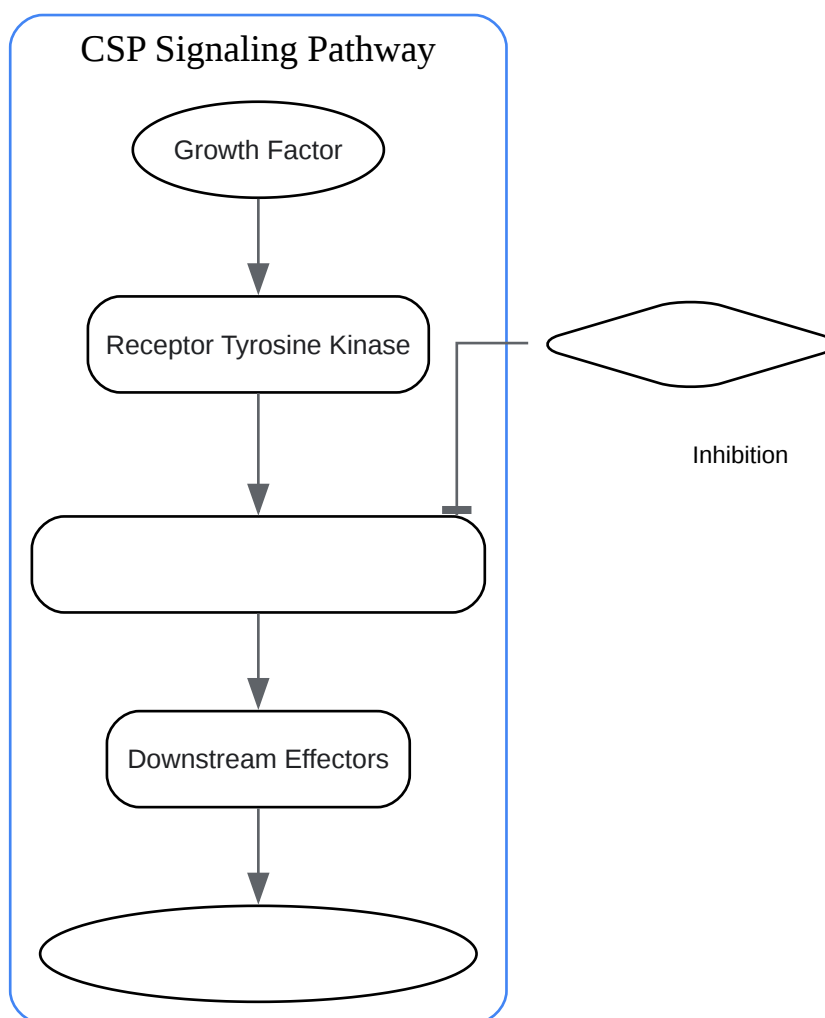 CSP Signaling Pathway
Growth Factor
Receptor Tyrosine Kinase
Inhibition
Downstream Effectors